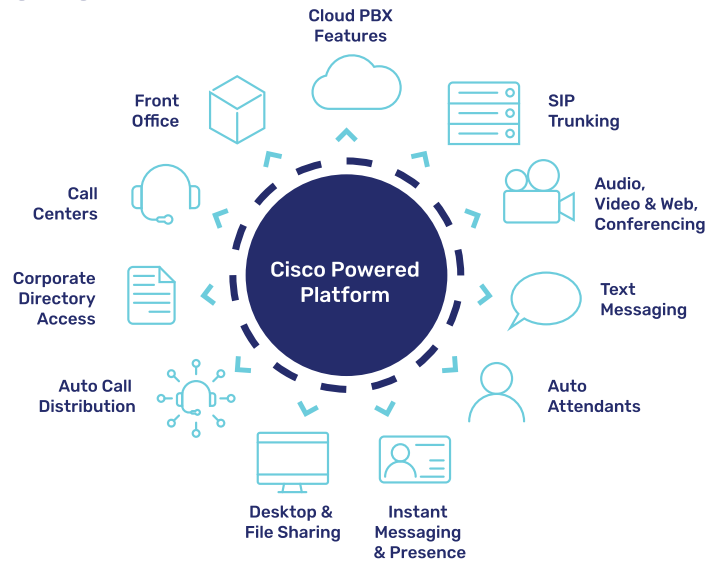 Cloud PBX
Features
Front
Office
SIP
Trunking
Call
Centers
Audio,
Video & Web,
Conferencing
Cisco Powered
Platform
Corporate
Directory
Access
Text
Messaging
Auto Call
Distribution
Auto
Attendants
Desktop &
File Sharing
Instant
Messaging
& Presence